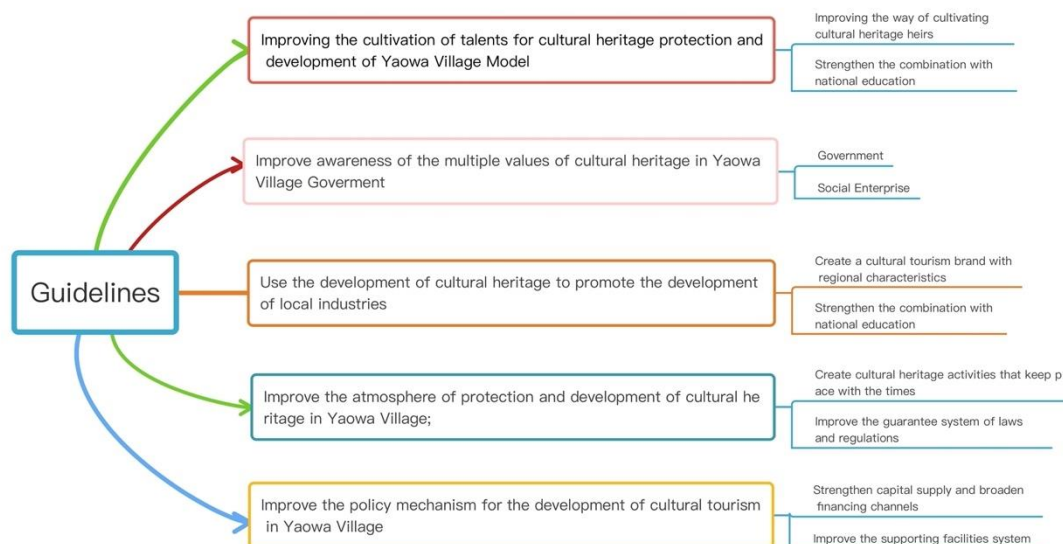 Guidelines
Improving the cultivation of talents for cultural heritage protection and
development of Yaowa Village Model
Improving the way of cultivating
cultural heritage heirs
Strengthen the combination with
national education
Improve awareness of the multiple values of cultural heritage in Yaowa
Village Goverment
Government
Social Enterprise
Use the development of cultural heritage to promote the development
of local industries
Create a cultural tourism brand with
regional characteristics
Strengthen the combination with
national education
Improve the atmosphere of protection and development of cultural he
ritage in Yaowa Village;
Create cultural heritage activities that keep p
ace with the times
Improve the guarantee system of laws
and regulations
Improve the policy mechanism for the development of cultural tourism
in Yaowa Village
Strengthen capital supply and broaden
financing channels
Improve the supporting facilities system